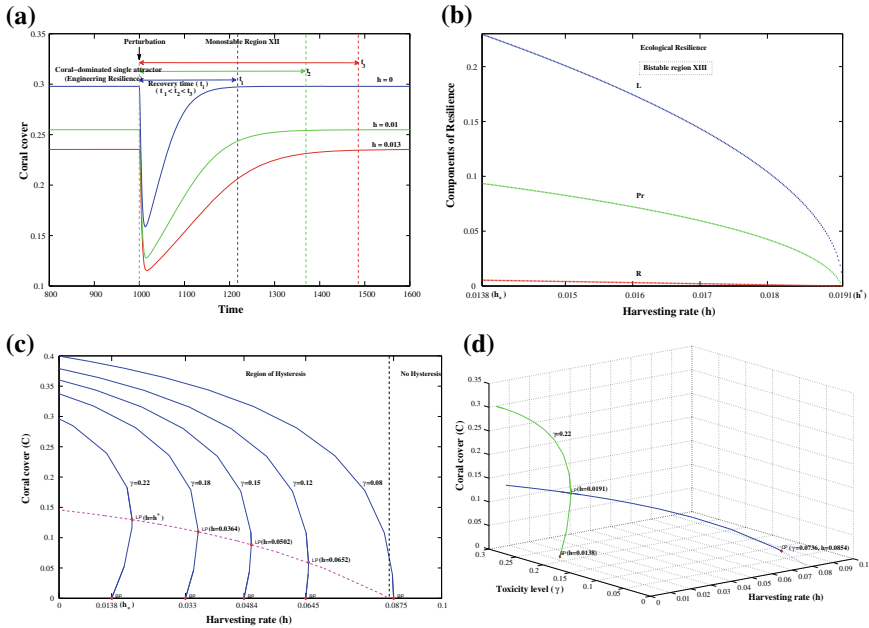 (a)
Perturbation
Monostable Region XII
t3
Coral-dominated single attractor
t2
(Engineering Resilience)
Recovery time (t1)
t1
(t1 < t2 < t3)
h = 0
h = 0.01
h = 0.013
Coral cover
0.35
0.3
0.25
0.2
0.15
0.1
800 900 1000 1100 1200 1300 1400 1500 1600
Time
(b)
Ecological Resilience
Bistable region XIII
L
Pr
R
Components of Resilience
0.2
0.15
0.1
0.05
0
0.0138 (h*) 0.015 0.016 0.017 0.018 0.0191 (h*)
Harvesting rate (h)
(c)
Region of Hysteresis
No Hysteresis
γ=0.22
γ=0.18
γ=0.15
γ=0.12
γ=0.08
LP (h=h*)
LP (h=0.0364)
LP (h=0.0502)
LP (h=0.0652)
BP BP BP BP BP
Coral cover (C)
0.4
0.35
0.3
0.25
0.2
0.15
0.1
0.05
0
0 0.0138 (h*) 0.033 0.0484 0.0645 0.0875 0.1
Harvesting rate (h)
(d)
γ=0.22
LP (h=0.0191)
BP (h=0.0138)
CP (γ=0.0736, h=0.0854)
Coral cover (C)
0.35
0.3
0.25
0.2
0.15
0.1
0.05
0
0.3 0.25 0.2 0.15 0.1 0.05 0
Toxicity level (γ)
0 0.01 0.02 0.03 0.04 0.05 0.06 0.07 0.08 0.09 0.1
Harvesting rate (h)